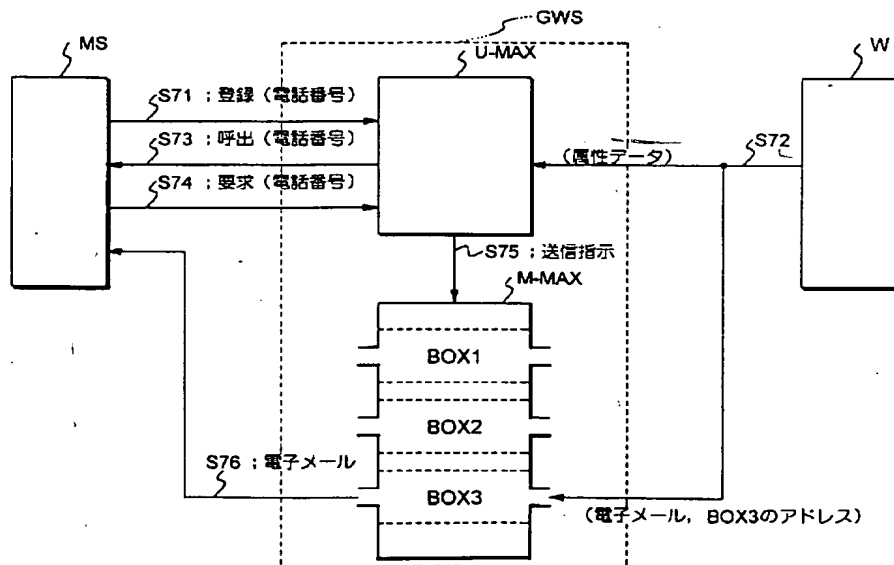 GWS
MS
U-MAX
W
S71 ; 登録 (電話番号)
S73 ; 呼出 (電話番号)
S72
(属性データ)
S74 ; 要求 (電話番号)
S75 ; 送信指示
M-MAX
BOX1
BOX2
S76 ; 電子メール
BOX3
(電子メール, BOX3のアドレス)